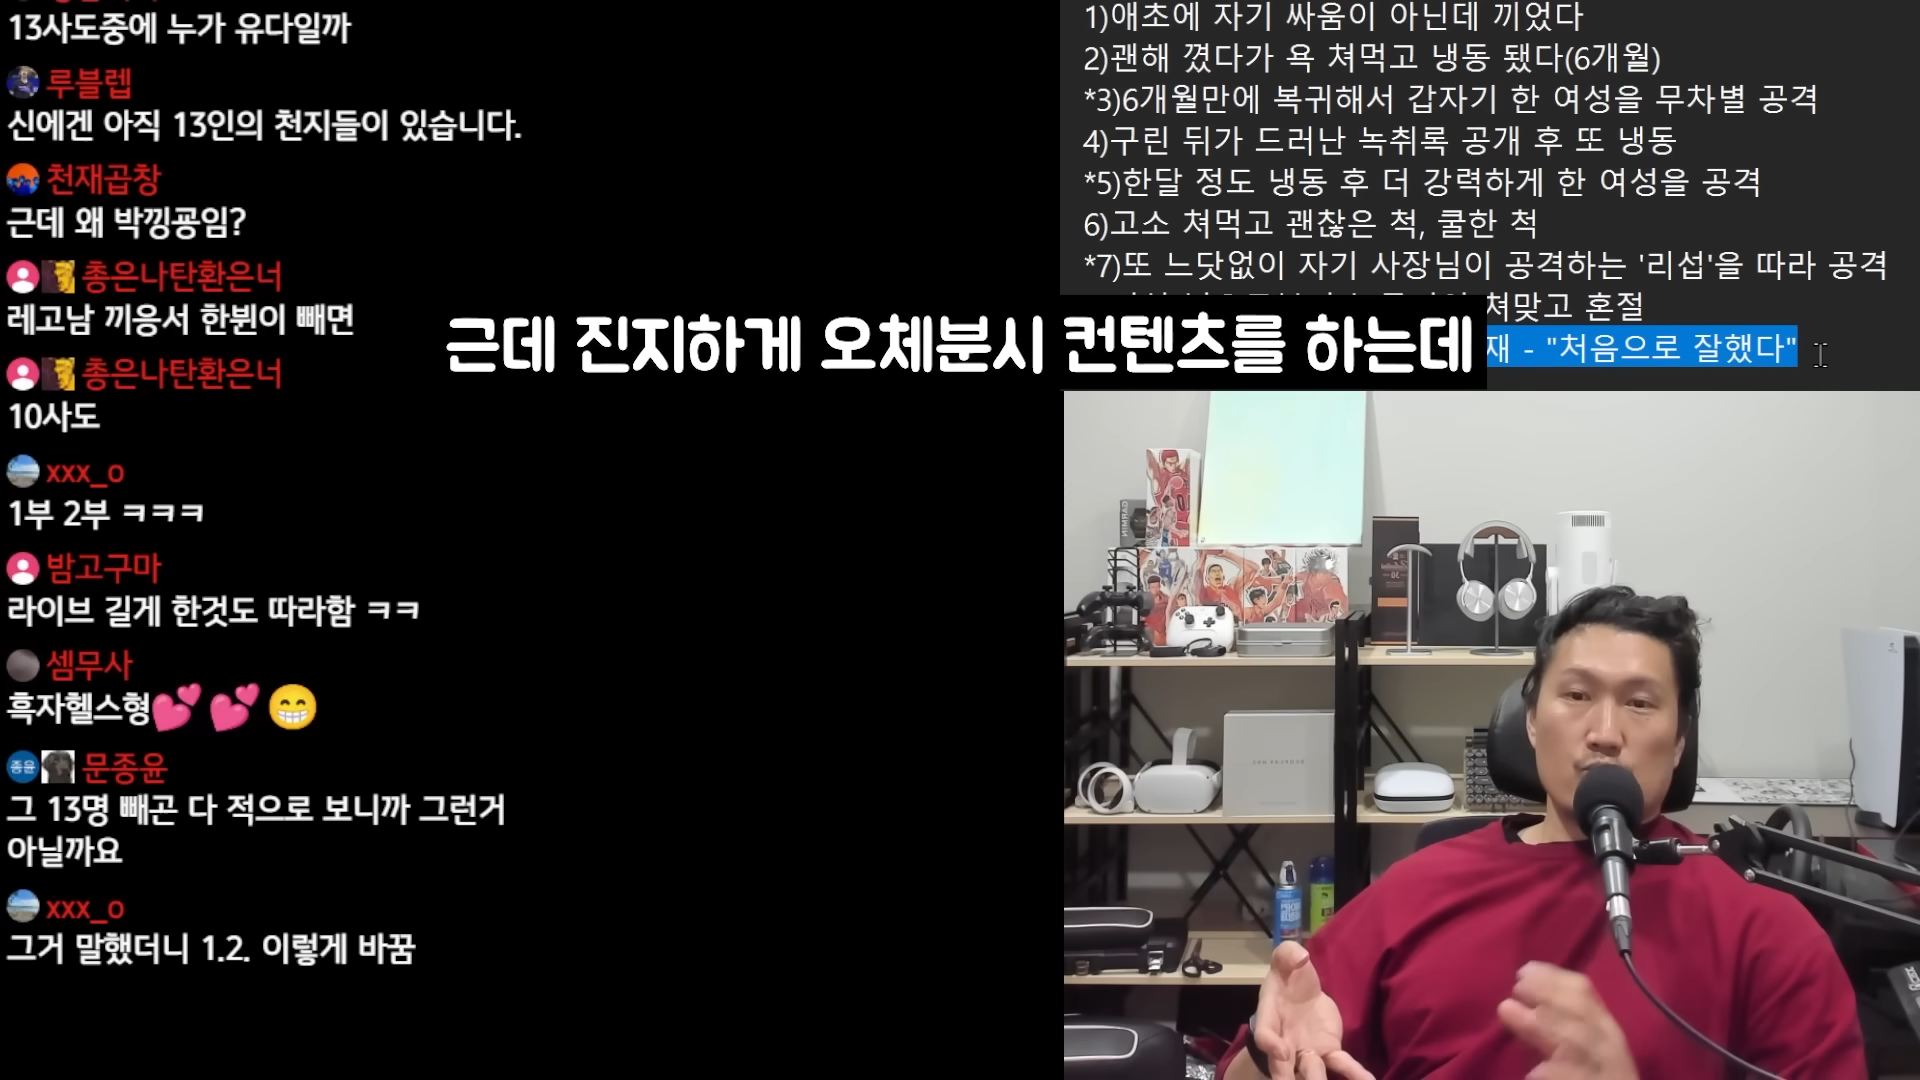 13사도중에 누가 유다일까
루블렙
신에겐 아직 13인의 천지들이 있습니다.
천재곱창
근데 왜 박낑굥임?
총은나탄환은너
레고남 끼응서 한뷘이 빼면
총은나탄환은너
10사도
xxx_o
1부 2부 ㅋㅋㅋ
밤고구마
라이브 길게 한것도 따라함 ㅋㅋ
셈무사
흑자헬스형💕💕😁
종윤
문종윤
그 13명 빼곤 다 적으로 보니까 그런거
아닐까요
xxx_o
그거 말했더니 1.2. 이렇게 바꿈
1)애초에 자기 싸움이 아닌데 끼었다
2)괜해 꼈다가 욕 쳐먹고 냉동 됐다(6개월)
*3)6개월만에 복귀해서 갑자기 한 여성을 무차별 공격
4)구린 뒤가 드러난 녹취록 공개 후 또 냉동
*5)한달 정도 냉동 후 더 강력하게 한 여성을 공격
6)고소 쳐먹고 괜찮은 척, 쿨한 척
*7)또 느닷없이 자기 사장님이 공격하는 '리섭'을 따라 공격
쳐맞고 혼절
재 - "처음으로 잘했다"
근데 진지하게 오체분시 컨텐츠를 하는데
GARMIN